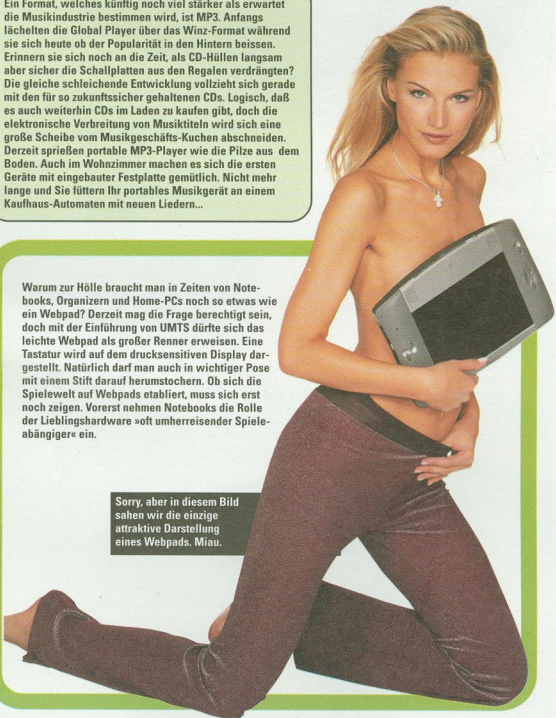 Ein Format, welches künftig noch viel stärker als erwartet
die Musikindustrie bestimmen wird, ist MP3. Anfangs
lächelten die Global Player über das Winz-Format während
sie sich heute ob der Popularität in den Hintern beissen.
Erinnern sie sich noch an die Zeit, als CD-Hüllen langsam
aber sicher die Schallplatten aus den Regalen verdrängten?
Die gleiche schleichende Entwicklung vollzieht sich gerade
mit den für so zukunftssicher gehaltenen CDs. Logisch, daß
es auch weiterhin CDs im Laden zu kaufen gibt, doch die
elektronische Verbreitung von Musiktiteln wird sich eine
große Scheibe vom Musikgeschäfts-Kuchen abschneiden.
Derzeit sprießen portable MP3-Player wie die Pilze aus dem
Boden. Auch im Wohnzimmer machen es sich die ersten
Geräte mit eingebauter Festplatte gemütlich. Nicht mehr
lange und Sie füttern Ihr portables Musikgerät an einem
Kaufhaus-Automaten mit neuen Liedern...
Warum zur Hölle braucht man in Zeiten von Note-
books, Organizern und Home-PCs noch so etwas wie
ein Webpad? Derzeit mag die Frage berechtigt sein,
doch mit der Einführung von UMTS dürfte sich das
leichte Webpad als großer Renner erweisen. Eine
Tastatur wird auf dem drucksensitiven Display dar-
gestellt. Natürlich darf man auch in wichtiger Pose
mit einem Stift darauf herumstochern. Ob sich die
Spielewelt auf Webpads etabliert, muss sich erst
noch zeigen. Vorerst nehmen Notebooks die Rolle
der Lieblingshardware »oft umherreisender Spiele-
abängiger« ein.
Sorry, aber in diesem Bild
sahen wir die einzige
attraktive Darstellung
eines Webpads. Miau.